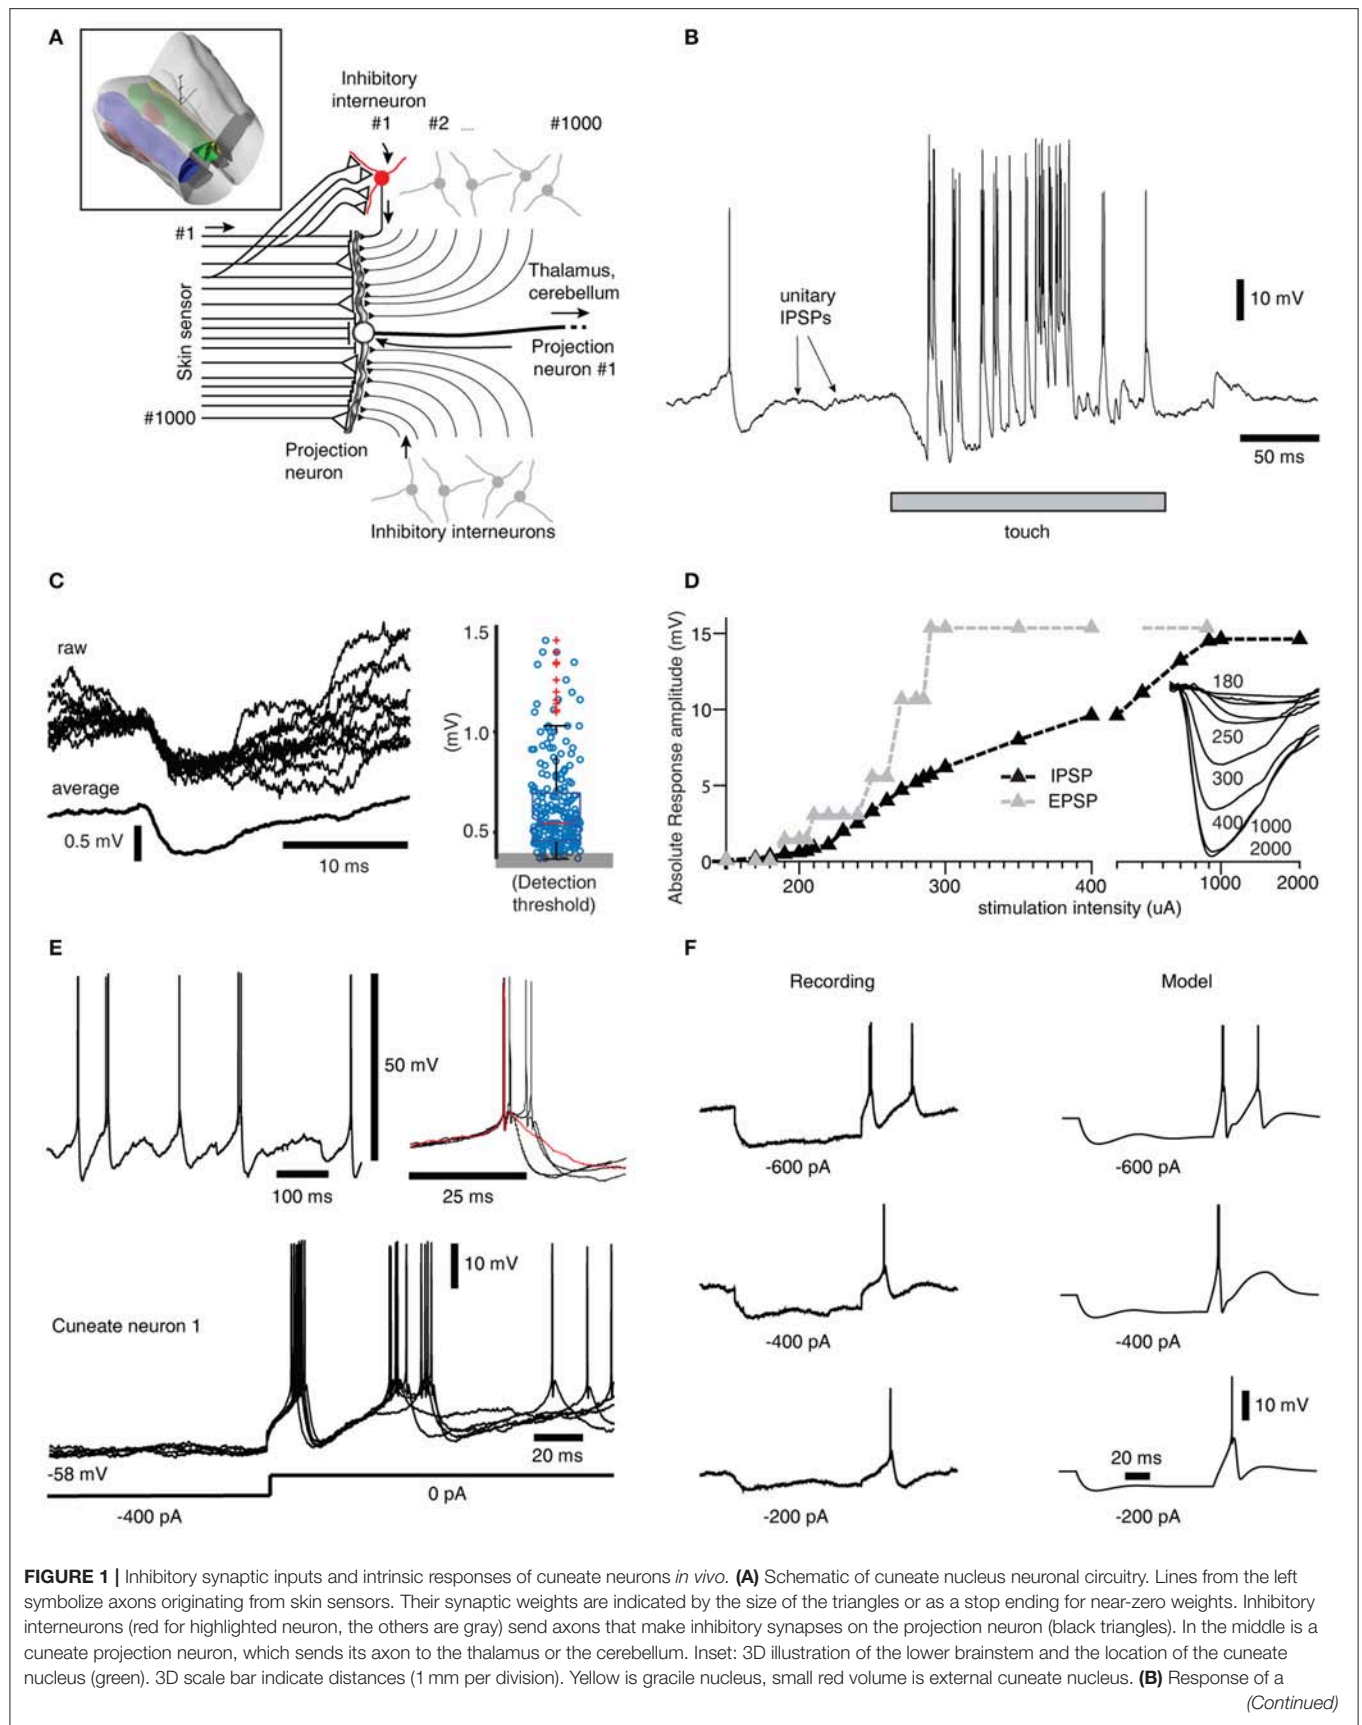 A
Inhibitory
interneuron
#1 #2 .... #1000
#1
Skin sensor
#1000
Thalamus,
cerebellum
Projection
neuron #1
Projection
neuron
Inhibitory interneurons
B
unitary
IPSPs
10 mV
50 ms
touch
C
raw
average
0.5 mV
10 ms
1.5
1.0
0.5
(mV)
(Detection
threshold)
D
Absolute Response amplitude (mV)
15
10
5
0
200 300 400 1000 2000
stimulation intensity (uA)
IPSP
EPSP
180
250
300
400 1000
2000
E
50 mV
100 ms
25 ms
10 mV
Cuneate neuron 1
20 ms
-58 mV
0 pA
-400 pA
F
Recording Model
-600 pA -600 pA
-400 pA -400 pA
10 mV
20 ms
-200 pA -200 pA
FIGURE 1 | Inhibitory synaptic inputs and intrinsic responses of cuneate neurons in vivo. (A) Schematic of cuneate nucleus neuronal circuitry. Lines from the left
symbolize axons originating from skin sensors. Their synaptic weights are indicated by the size of the triangles or as a stop ending for near-zero weights. Inhibitory
interneurons (red for highlighted neuron, the others are gray) send axons that make inhibitory synapses on the projection neuron (black triangles). In the middle is a
cuneate projection neuron, which sends its axon to the thalamus or the cerebellum. Inset: 3D illustration of the lower brainstem and the location of the cuneate
nucleus (green). 3D scale bar indicate distances (1 mm per division). Yellow is gracile nucleus, small red volume is external cuneate nucleus. (B) Response of a
(Continued)